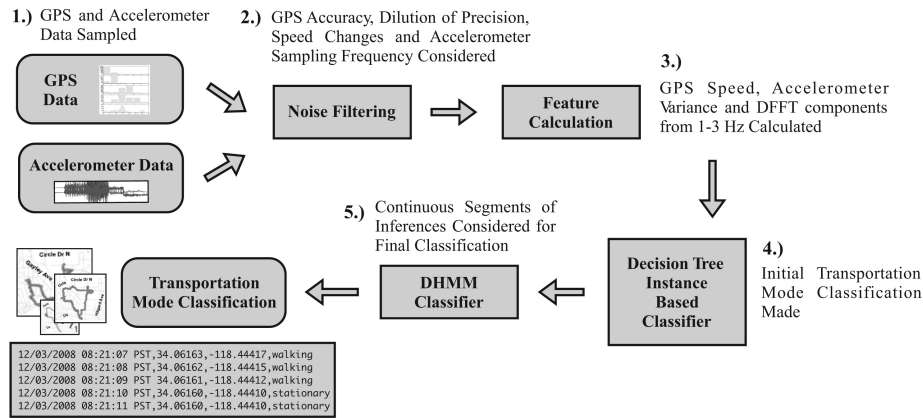 1.) GPS and Accelerometer
Data Sampled
GPS
Data
Accelerometer Data
2.) GPS Accuracy, Dilution of Precision,
Speed Changes and Accelerometer
Sampling Frequency Considered
Noise Filtering
Feature
Calculation
3.)
GPS Speed, Accelerometer
Variance and DFFT components
from 1-3 Hz Calculated
4.)
Initial Transportation
Mode Classification
Made
Decision Tree
Instance
Based
Classifier
5.) Continuous Segments of
Inferences Considered for
Final Classification
DHMM
Classifier
Transportation
Mode Classification
Circle Dr N
Gayley Ave
Circle Dr N
12/03/2008 08:21:07 PST,34.06163,-118.44417,walking
12/03/2008 08:21:08 PST,34.06162,-118.44415,walking
12/03/2008 08:21:09 PST,34.06161,-118.44412,walking
12/03/2008 08:21:10 PST,34.06160,-118.44410,stationary
12/03/2008 08:21:11 PST,34.06160,-118.44410,stationary